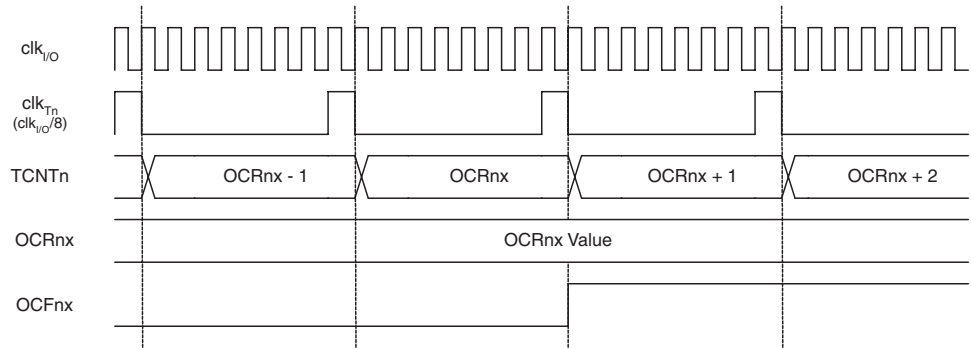 clkI/O
clkTn
(clkI/O/8)
TCNTn OCRnx - 1 OCRnx OCRnx + 1 OCRnx + 2
OCRnx OCRnx Value
OCFnx